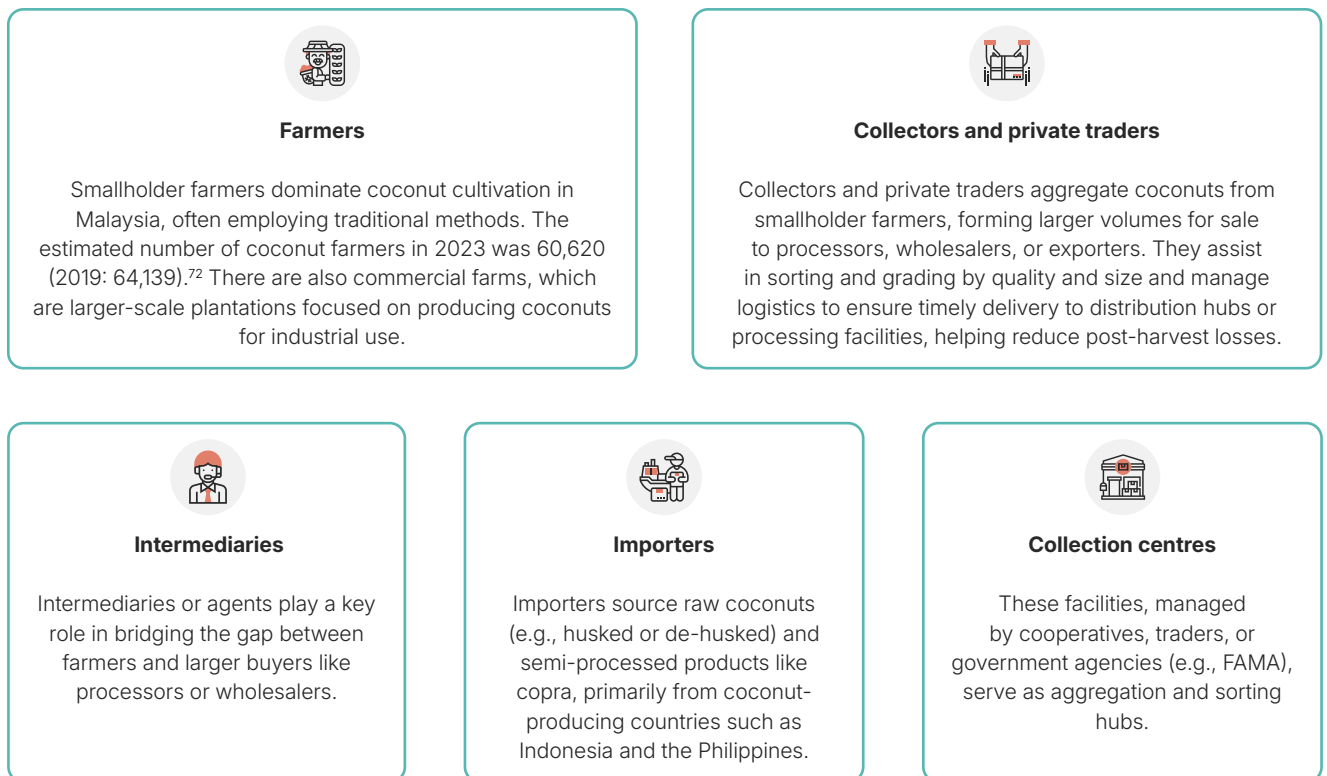 Farmers
Smallholder farmers dominate coconut cultivation in
Malaysia, often employing traditional methods. The
estimated number of coconut farmers in 2023 was 60,620
(2019: 64,139).⁷² There are also commercial farms, which
are larger-scale plantations focused on producing coconuts
for industrial use.
Collectors and private traders
Collectors and private traders aggregate coconuts from
smallholder farmers, forming larger volumes for sale
to processors, wholesalers, or exporters. They assist
in sorting and grading by quality and size and manage
logistics to ensure timely delivery to distribution hubs or
processing facilities, helping reduce post-harvest losses.
Intermediaries
Intermediaries or agents play a key
role in bridging the gap between
farmers and larger buyers like
processors or wholesalers.
Importers
Importers source raw coconuts
(e.g., husked or de-husked) and
semi-processed products like
copra, primarily from coconut-
producing countries such as
Indonesia and the Philippines.
Collection centres
These facilities, managed
by cooperatives, traders, or
government agencies (e.g., FAMA),
serve as aggregation and sorting
hubs.